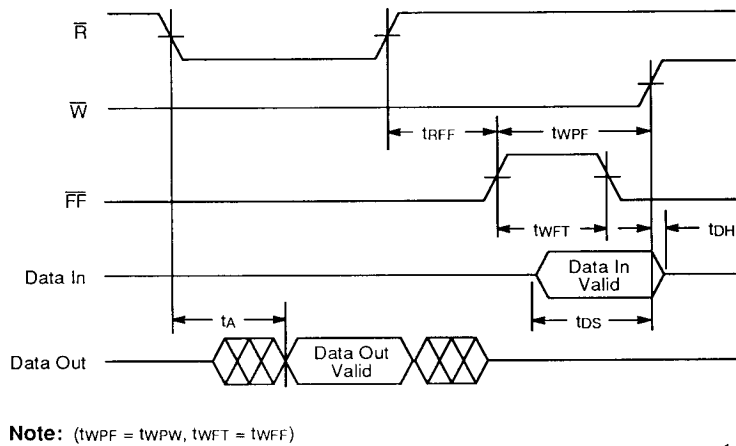 R̅
W̅
tRFF
tWPF
F̅F̅
tWFT
tDH
Data In
Data In
Valid
tA
tDS
Data Out
Data Out
Valid
Note: (tWPF = tWPW, tWFT = tWFF)